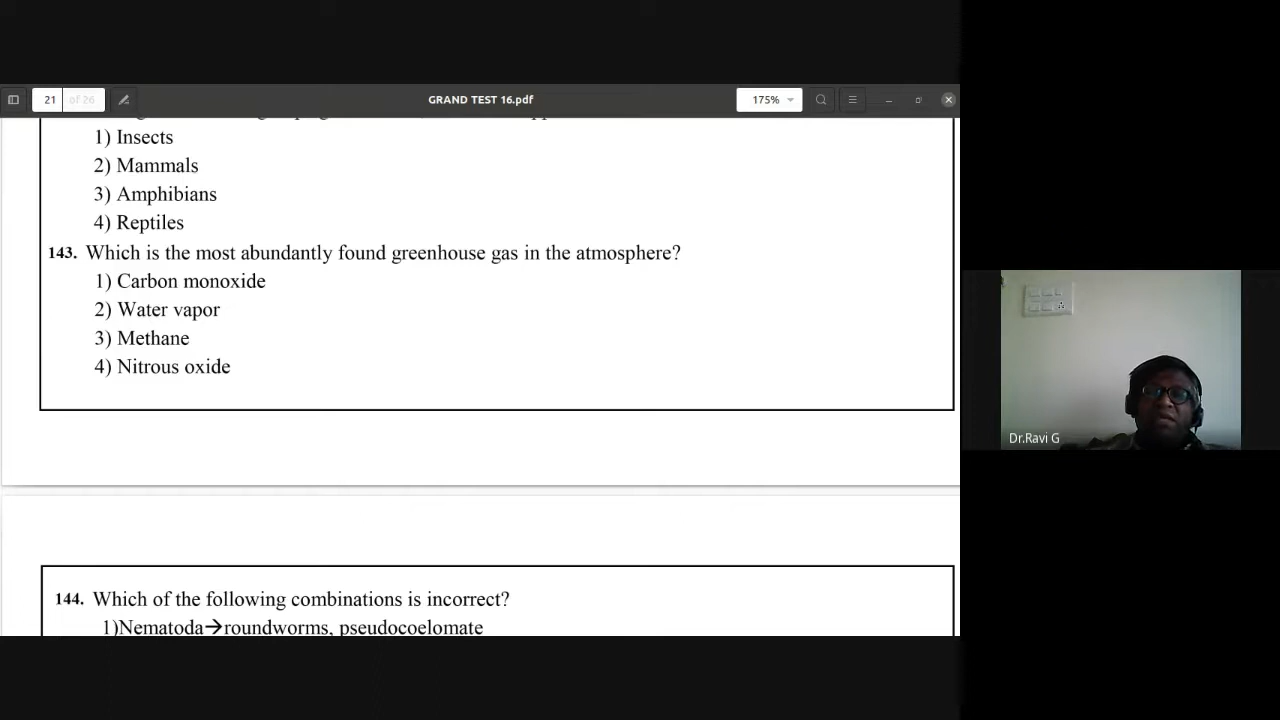 21 of 26
GRAND TEST 16.pdf
175%
1) Insects
2) Mammals
3) Amphibians
4) Reptiles
143. Which is the most abundantly found greenhouse gas in the atmosphere?
1) Carbon monoxide
2) Water vapor
3) Methane
4) Nitrous oxide
144. Which of the following combinations is incorrect?
1)Nematoda→roundworms, pseudocoelomate
Dr.Ravi G